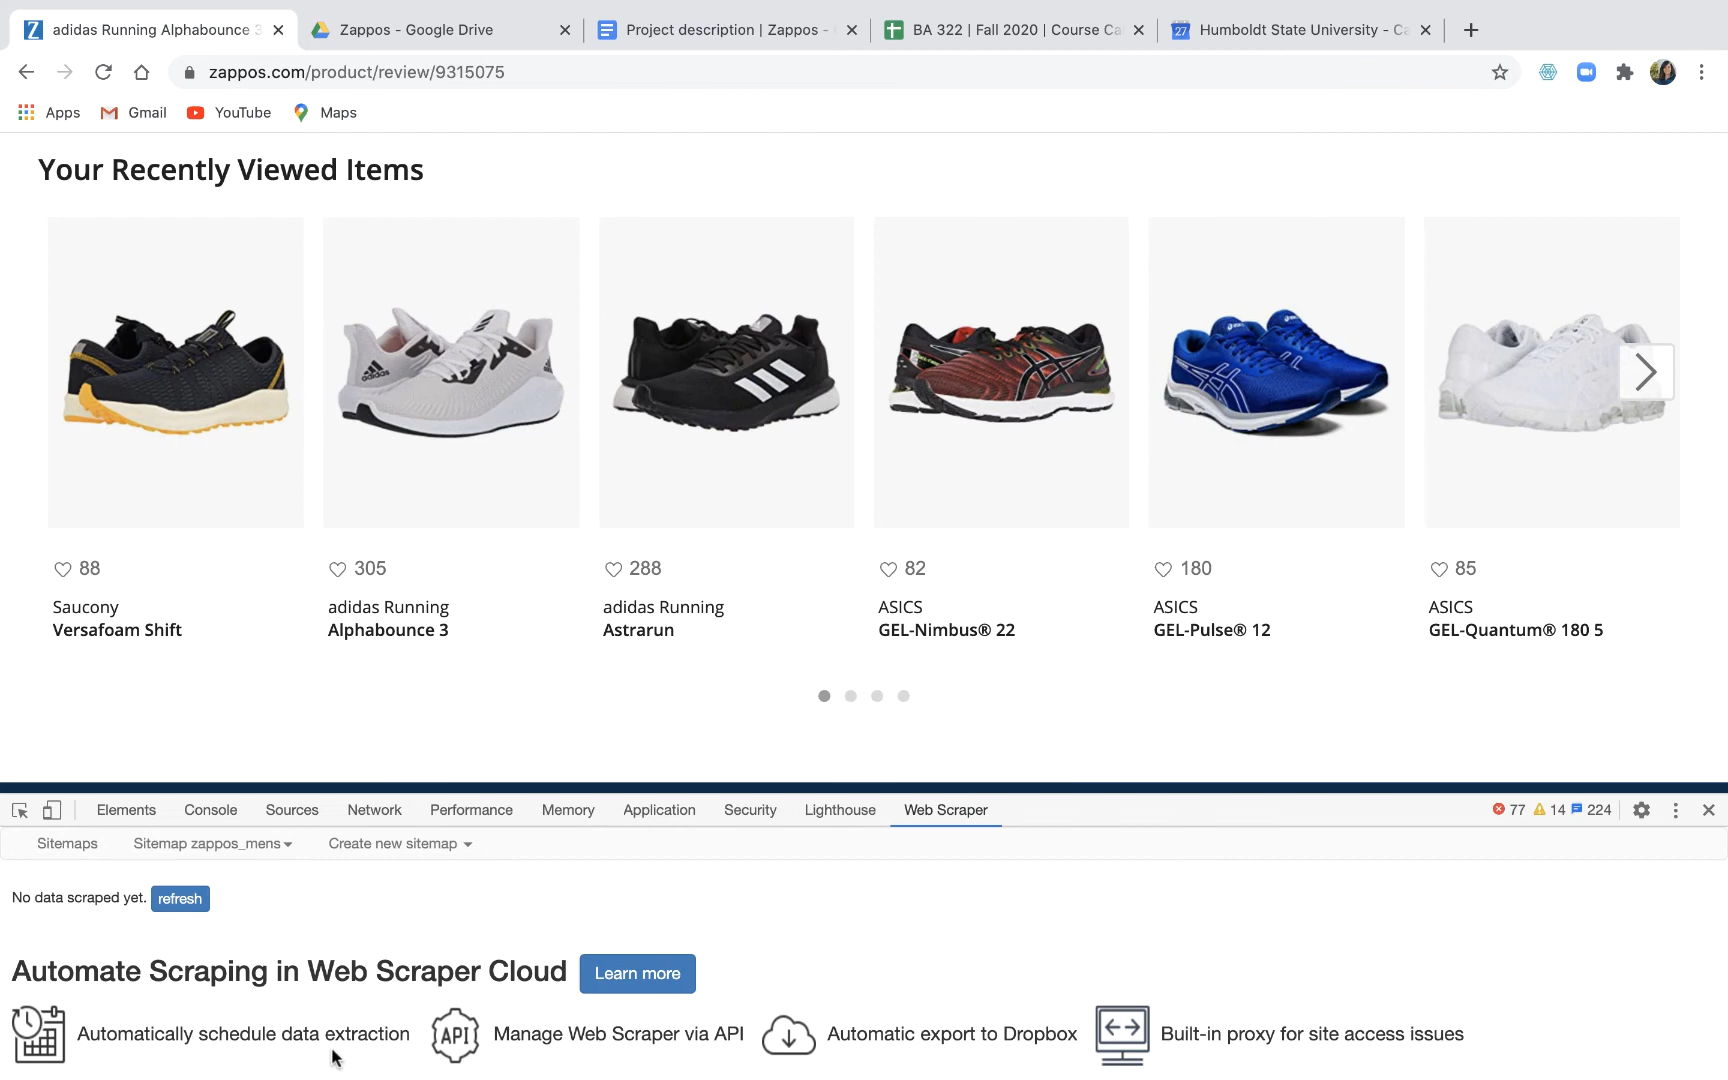 adidas Running Alphabounce 3
Zappos - Google Drive
Project description | Zappos -
BA 322 | Fall 2020 | Course Ca
Humboldt State University - Ca
zappos.com/product/review/9315075
Apps
Gmail
YouTube
Maps
Your Recently Viewed Items
88
305
288
82
180
85
Saucony
Versafoam Shift
adidas Running
Alphabounce 3
adidas Running
Astrarun
ASICS
GEL-Nimbus® 22
ASICS
GEL-Pulse® 12
ASICS
GEL-Quantum® 180 5
Elements
Console
Sources
Network
Performance
Memory
Application
Security
Lighthouse
Web Scraper
77
14
224
Sitemaps
Sitemap zappos_mens
Create new sitemap
No data scraped yet.
refresh
Automate Scraping in Web Scraper Cloud
Learn more
Automatically schedule data extraction
API
Manage Web Scraper via API
Automatic export to Dropbox
Built-in proxy for site access issues